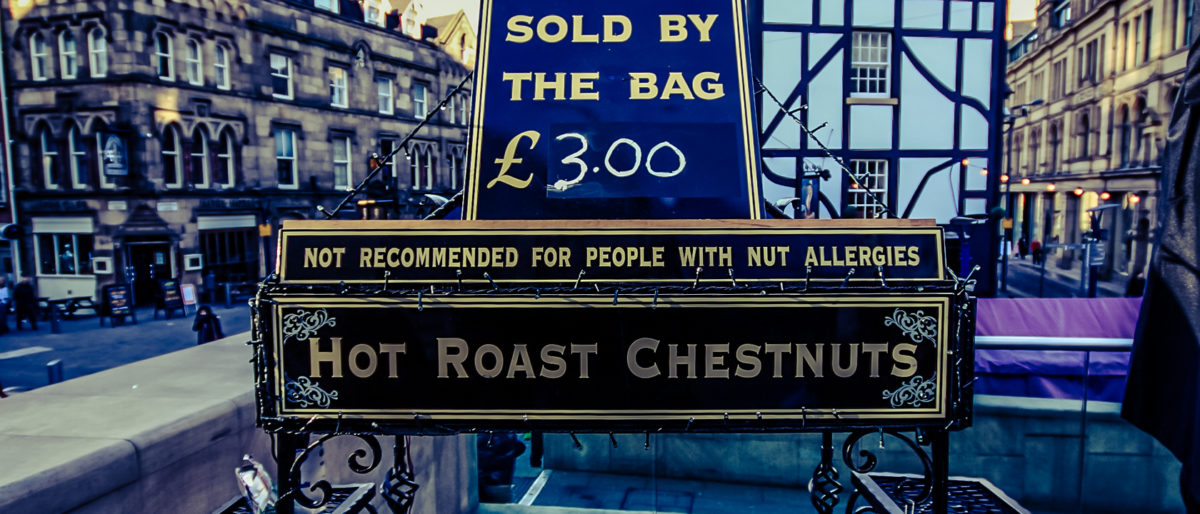 SOLD BY
THE BAG
£3.00
NOT RECOMMENDED FOR PEOPLE WITH NUT ALLERGIES
HOT ROAST CHESTNUTS